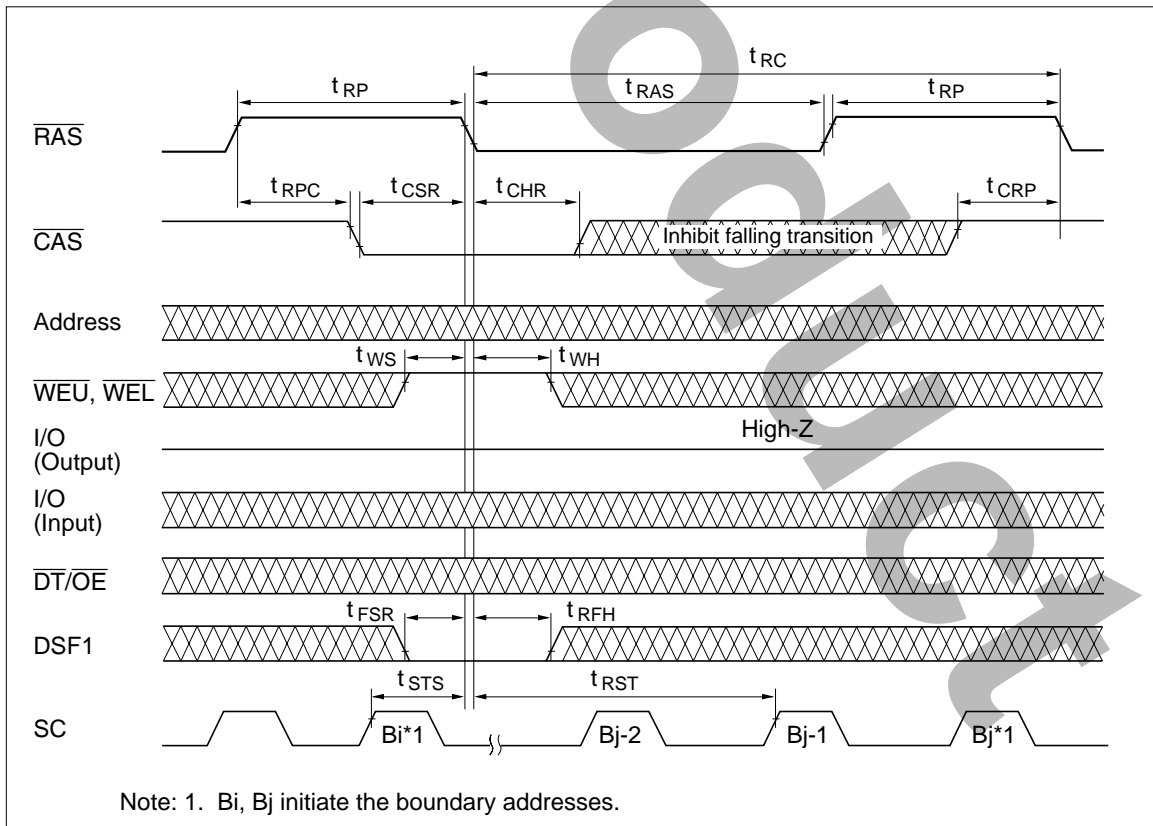 t RC
t RP t RAS t RP
RAS
t RPC t CSR t CHR t CRP
CAS Inhibit falling transition
Address
t WS t WH
WEU, WEL
I/O High-Z
(Output)
I/O
(Input)
DT/OE
t FSR t RFH
DSF1
t STS t RST
SC Bi*1 Bj-2 Bj-1 Bj*1
Note: 1. Bi, Bj initiate the boundary addresses.
oduct